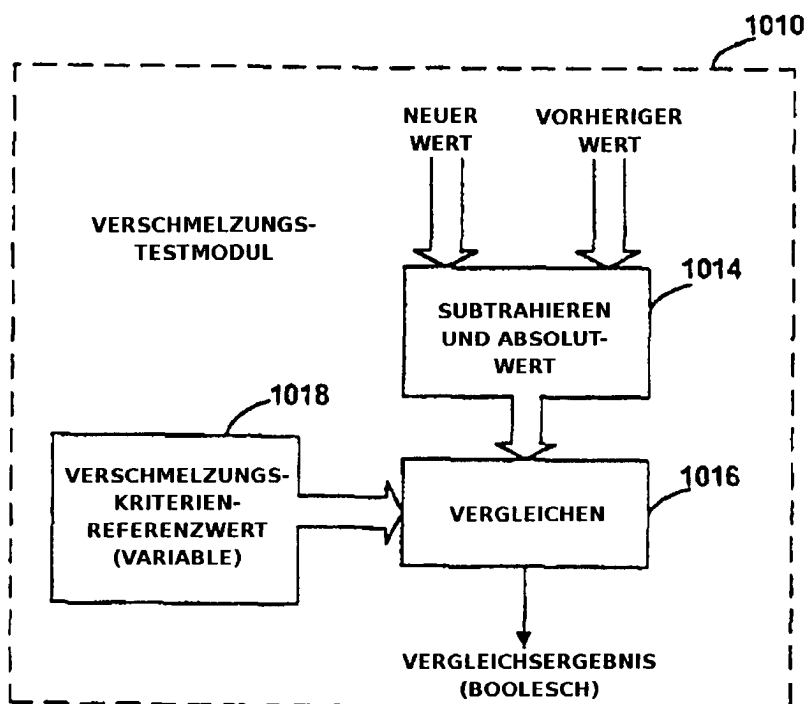 1010
NEUER
WERT
VORHERIGER
WERT
VERSCHMELZUNGS-
TESTMODUL
1014
SUBTRAHIEREN
UND ABSOLUT-
WERT
1018
VERSCHMELZUNGS-
KRITERIEN-
REFERENZWERT
(VARIABLE)
1016
VERGLEICHEN
VERGLEICHSERGEBNIS
(BOOLESCH)